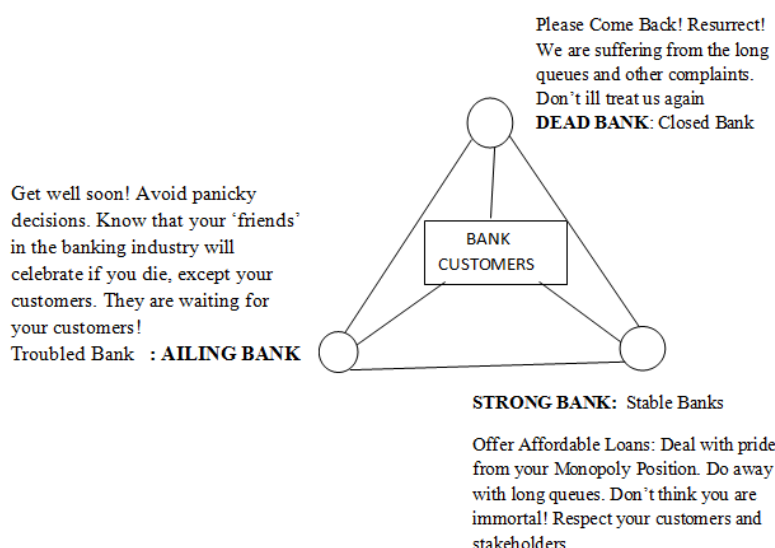 Please Come Back! Resurrect!
We are suffering from the long
queues and other complaints.
Don’t ill treat us again
DEAD BANK: Closed Bank
Get well soon! Avoid panicky
decisions. Know that your ‘friends’
in the banking industry will
celebrate if you die, except your
customers. They are waiting for
your customers!
Troubled Bank : AILING BANK
BANK
CUSTOMERS
STRONG BANK: Stable Banks
Offer Affordable Loans: Deal with pride
from your Monopoly Position. Do away
with long queues. Don’t think you are
immortal! Respect your customers and
stakeholders